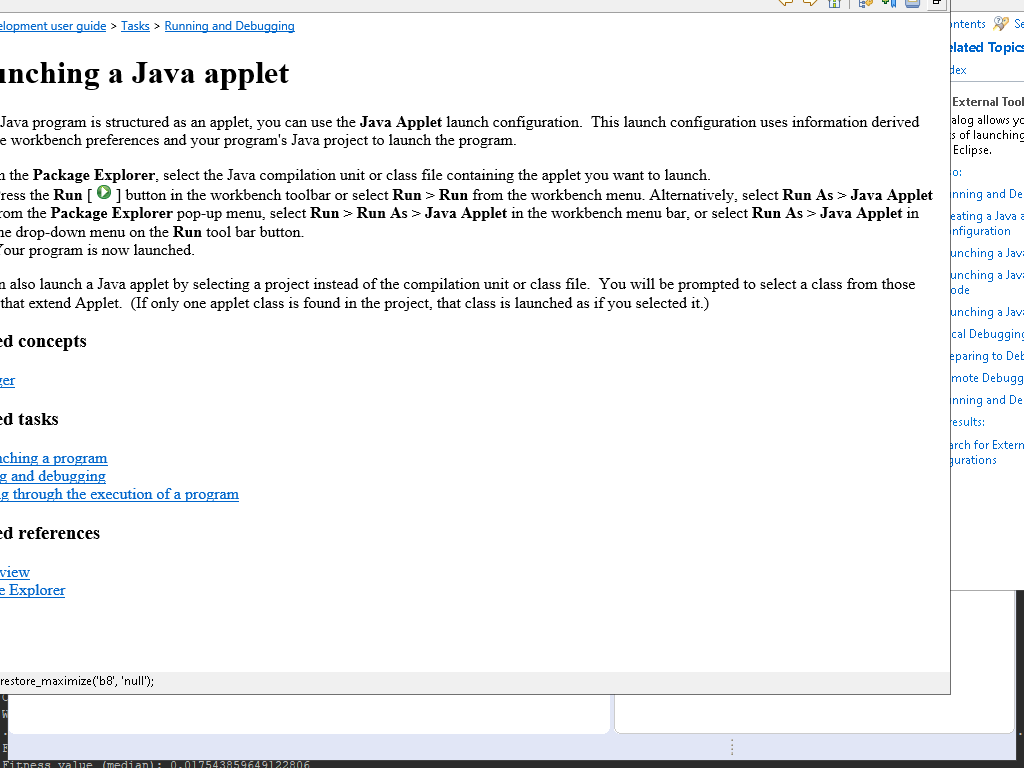 elopment user guide > Tasks > Running and Debugging
unching a Java applet
Java program is structured as an applet, you can use the Java Applet launch configuration.  This launch configuration uses information derived
e workbench preferences and your program's Java project to launch the program.
n the Package Explorer, select the Java compilation unit or class file containing the applet you want to launch.
ress the Run [ ] button in the workbench toolbar or select Run > Run from the workbench menu. Alternatively, select Run As > Java Applet
rom the Package Explorer pop-up menu, select Run > Run As > Java Applet in the workbench menu bar, or select Run As > Java Applet in
he drop-down menu on the Run tool bar button.
Your program is now launched.
n also launch a Java applet by selecting a project instead of the compilation unit or class file.  You will be prompted to select a class from those
that extend Applet.  (If only one applet class is found in the project, that class is launched as if you selected it.)
ed concepts
ger
ed tasks
nching a program
g and debugging
g through the execution of a program
ed references
view
e Explorer
restore_maximize('b8', 'null');
ontents Se
elated Topics
dex
External Tool
alog allows yo
s of launching
Eclipse.
o:
nning and De
eating a Java a
nfiguration
unching a Java
unching a Java
ode
unching a Java
cal Debugging
eparing to Deb
mote Debugg
nning and De
esults:
arch for Extern
gurations
Fitness value (median): 0.017543859649122806